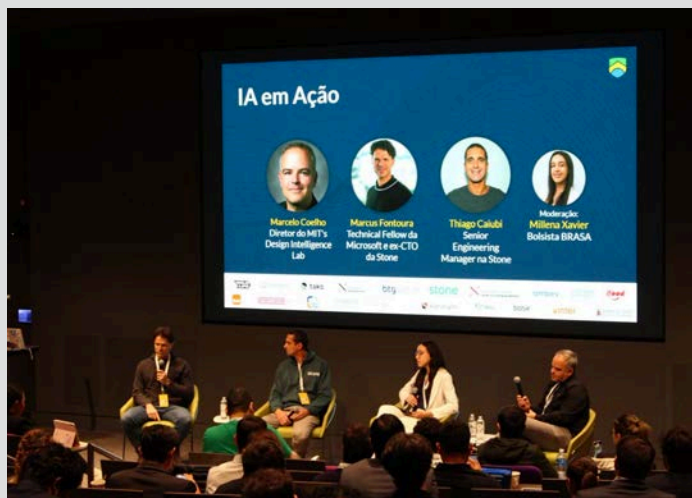 IA em Ação
Marcelo Coelho
Diretor do MIT's
Design Intelligence
Lab
Marcus Fontoura
Technical Fellow da
Microsoft e ex-CTO
da Stone
Thiago Caiubi
Senior
Engineering
Manager na Stone
Moderação:
Millena Xavier
Bolsista BRASA
btg
stone